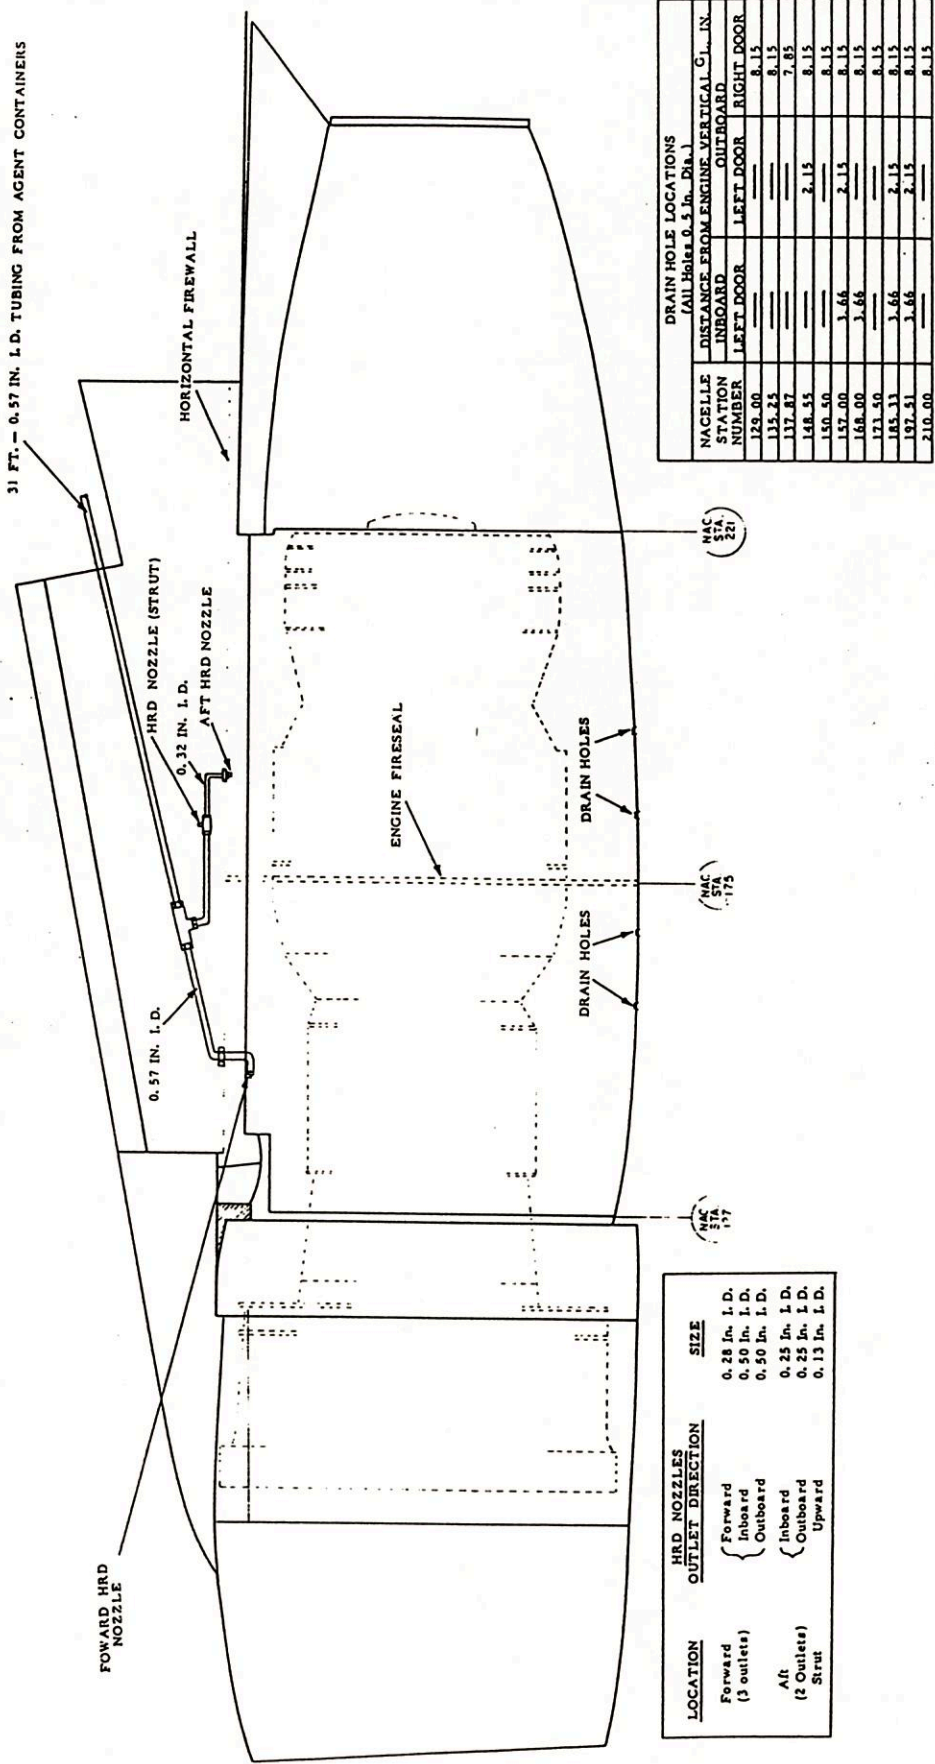 31 FT. – 0.57 IN. I.D. TUBING FROM AGENT CONTAINERS
HORIZONTAL FIREWALL
HRD NOZZLE (STRUT)
0.32 IN. I.D.
AFT HRD NOZZLE
0.57 IN. I.D.
FOWARD HRD
NOZZLE
ENGINE FIRESEAL
DRAIN HOLES
DRAIN HOLES
NAC
STA.
127
NAC
STA
175
NAC
STA.
221
HRD NOZZLES
LOCATION OUTLET DIRECTION SIZE
Forward Forward 0.28 In. I.D.
(3 outlets) Inboard 0.50 In. I.D.
Outboard 0.50 In. I.D.
Aft Inboard 0.25 In. I.D.
(2 Outlets) Outboard 0.25 In. I.D.
Strut Upward 0.13 In. I.D.
DRAIN HOLE LOCATIONS
(All Holes 0.5 In. Dia.)
NACELLE DISTANCE FROM ENGINE VERTICAL CL, IN.
STATION INBOARD OUTBOARD
NUMBER LEFT DOOR LEFT DOOR RIGHT DOOR
129.00 — — 8.15
135.25 — — 8.15
137.87 — — 7.85
148.55 — 2.15 8.15
150.50 — — 8.15
157.00 3.66 2.15 8.15
168.00 3.66 — 8.15
173.50 — — 8.15
185.33 3.66 2.15 8.15
197.51 3.66 2.15 8.15
210.00 — — 8.15